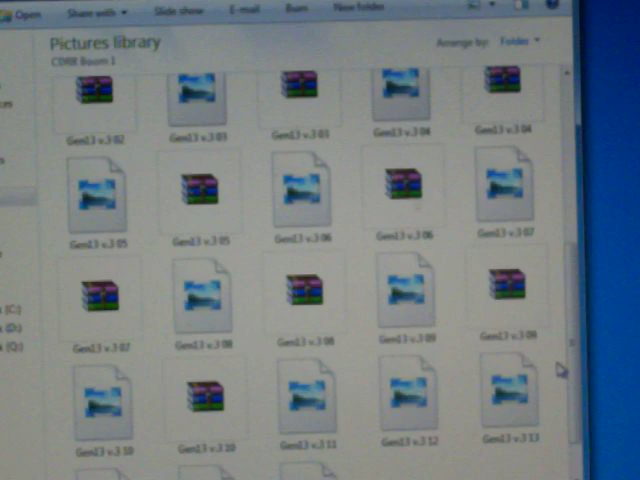 Open Share with Slide show E-mail Burn New folder
Pictures library
Arrange by: Folder
Gen13 v.3 02 Gen13 v.3 03 Gen13 v.3 03 Gen13 v.3 04 Gen13 v.3 04
Gen13 v.3 05 Gen13 v.3 05 Gen13 v.3 06 Gen13 v.3 06 Gen13 v.3 07
(C:)
Gen13 v.3 07 Gen13 v.3 08 Gen13 v.3 08 Gen13 v.3 09 Gen13 v.3 09
(D:)
(Q:)
Gen13 v.3 10 Gen13 v.3 10 Gen13 v.3 11 Gen13 v.3 12 Gen13 v.3 13